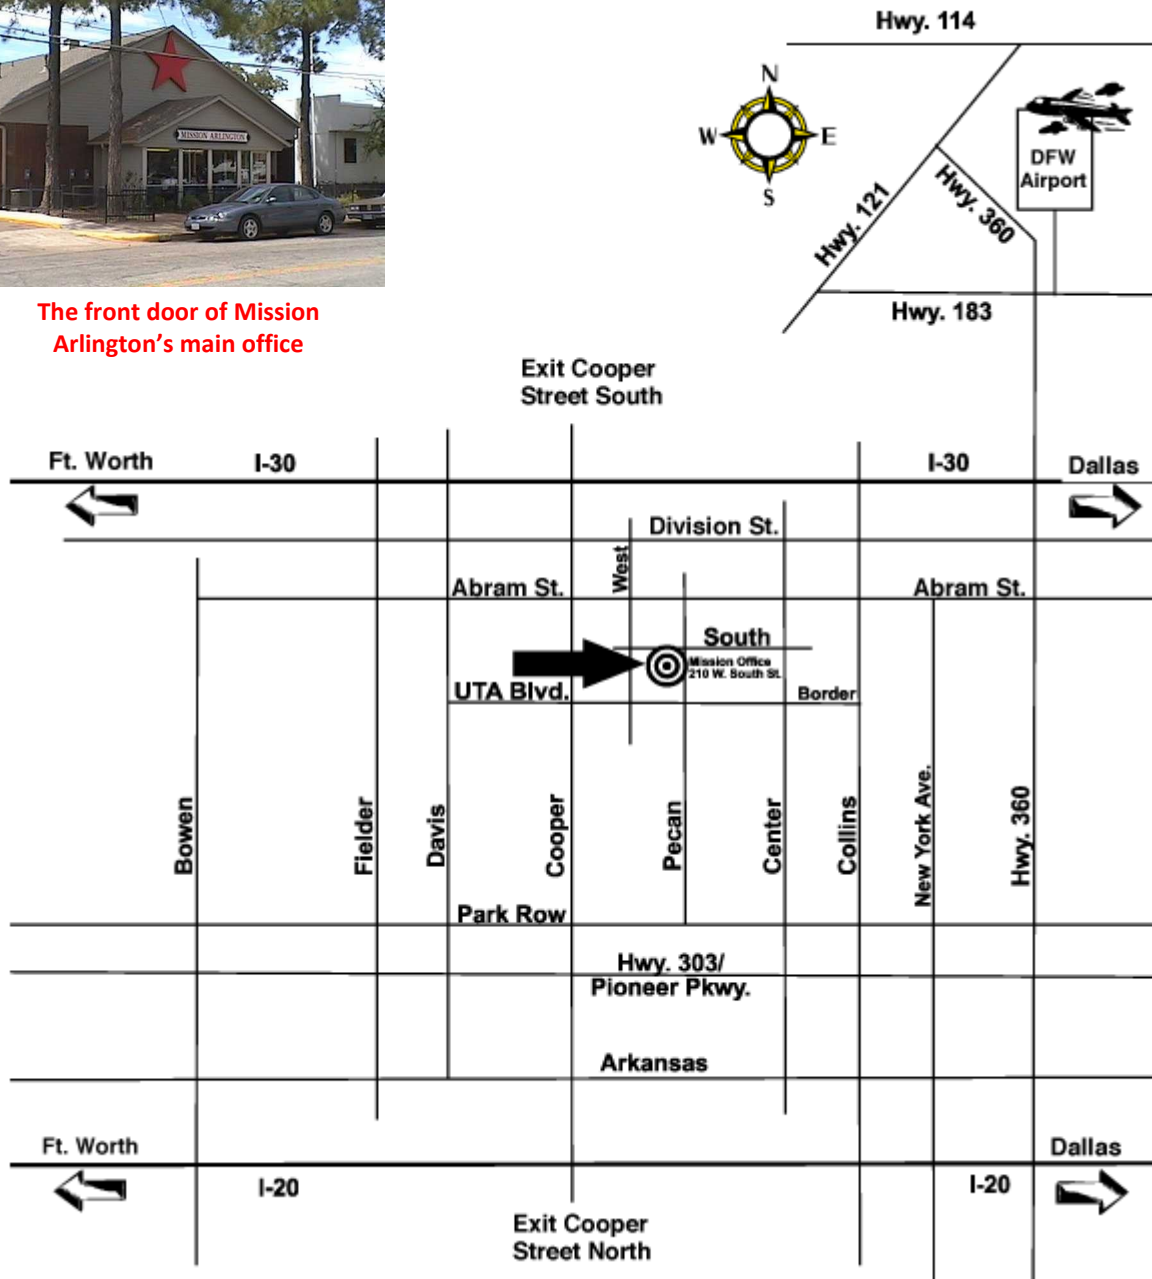 MISSION ARLINGTON
The front door of Mission
Arlington's main office
Hwy. 114
N
W
E
S
DFW
Airport
Hwy. 121
Hwy. 360
Hwy. 183
Exit Cooper
Street South
Ft. Worth
I-30
I-30
Dallas
Division St.
West
Abram St.
Abram St.
South
Mission Office
210 W. South St.
UTA Blvd.
Border
Bowen
Fielder
Davis
Cooper
Pecan
Center
Collins
New York Ave.
Hwy. 360
Park Row
Hwy. 303/
Pioneer Pkwy.
Arkansas
Ft. Worth
Dallas
I-20
I-20
Exit Cooper
Street North